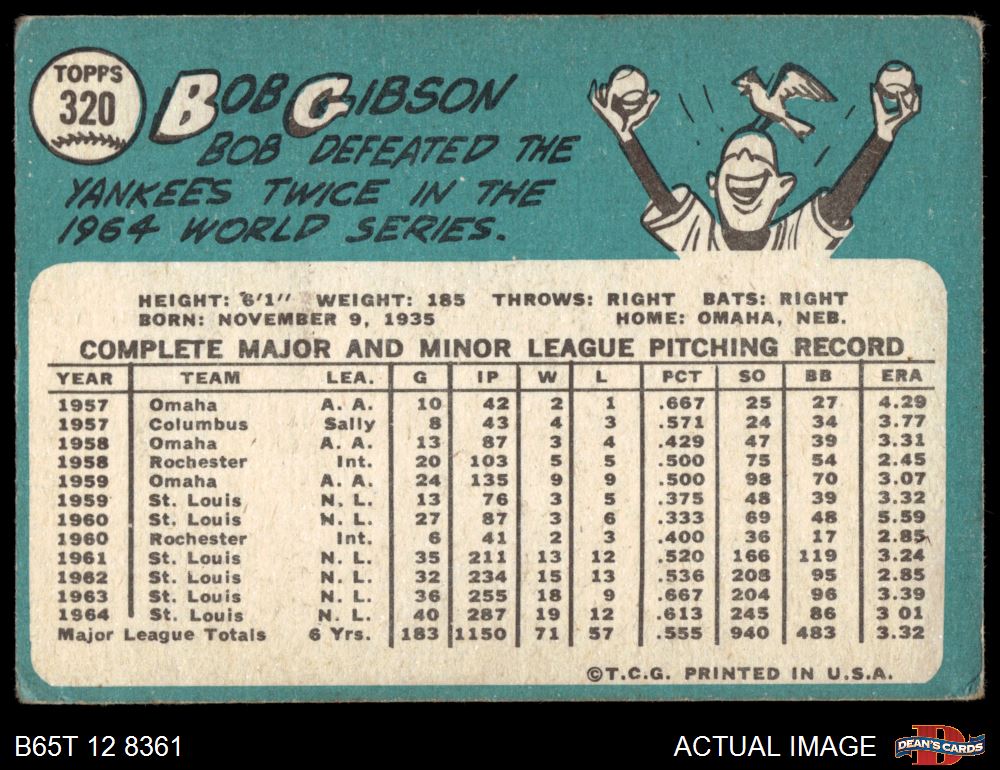 TOPPS
320
BOB GIBSON
BOB DEFEATED THE
YANKEES TWICE IN THE
1964 WORLD SERIES.
HEIGHT: 6'1" WEIGHT: 185 THROWS: RIGHT BATS: RIGHT
BORN: NOVEMBER 9, 1935 HOME: OMAHA, NEB.
COMPLETE MAJOR AND MINOR LEAGUE PITCHING RECORD
YEAR TEAM LEA. G IP W L PCT SO BB ERA
1957 Omaha A. A. 10 42 2 1 .667 25 27 4.29
1957 Columbus Sally 8 43 4 3 .571 24 34 3.77
1958 Omaha A. A. 13 87 3 4 .429 47 39 3.31
1958 Rochester Int. 20 103 5 5 .500 75 54 2.45
1959 Omaha A. A. 24 135 9 9 .500 98 70 3.07
1959 St. Louis N. L. 13 76 3 5 .375 48 39 3.32
1960 St. Louis N. L. 27 87 3 6 .333 69 48 5.59
1960 Rochester Int. 6 41 2 3 .400 36 17 2.85
1961 St. Louis N. L. 35 211 13 12 .520 166 119 3.24
1962 St. Louis N. L. 32 234 15 13 .536 208 95 2.85
1963 St. Louis N. L. 36 255 18 9 .667 204 96 3.39
1964 St. Louis N. L. 40 287 19 12 .613 245 86 3 01
Major League Totals 6 Yrs. 183 1150 71 57 .555 940 483 3.32
©T.C.G. PRINTED IN U.S.A.
B65T 12 8361 ACTUAL IMAGE
D
DEAN'S CARDS